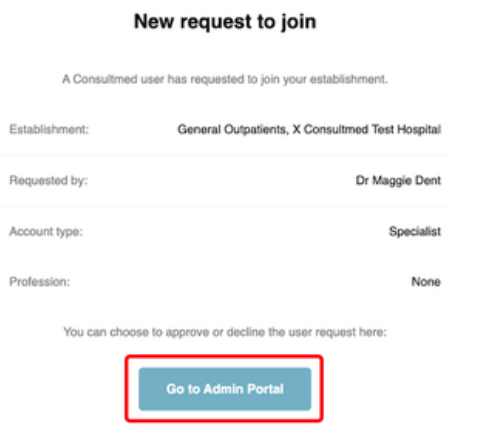 New request to join
A Consultmed user has requested to join your establishment.
Establishment: General Outpatients, X Consultmed Test Hospital
Requested by: Dr Maggie Dent
Account type: Specialist
Profession: None
You can choose to approve or decline the user request here:
Go to Admin Portal